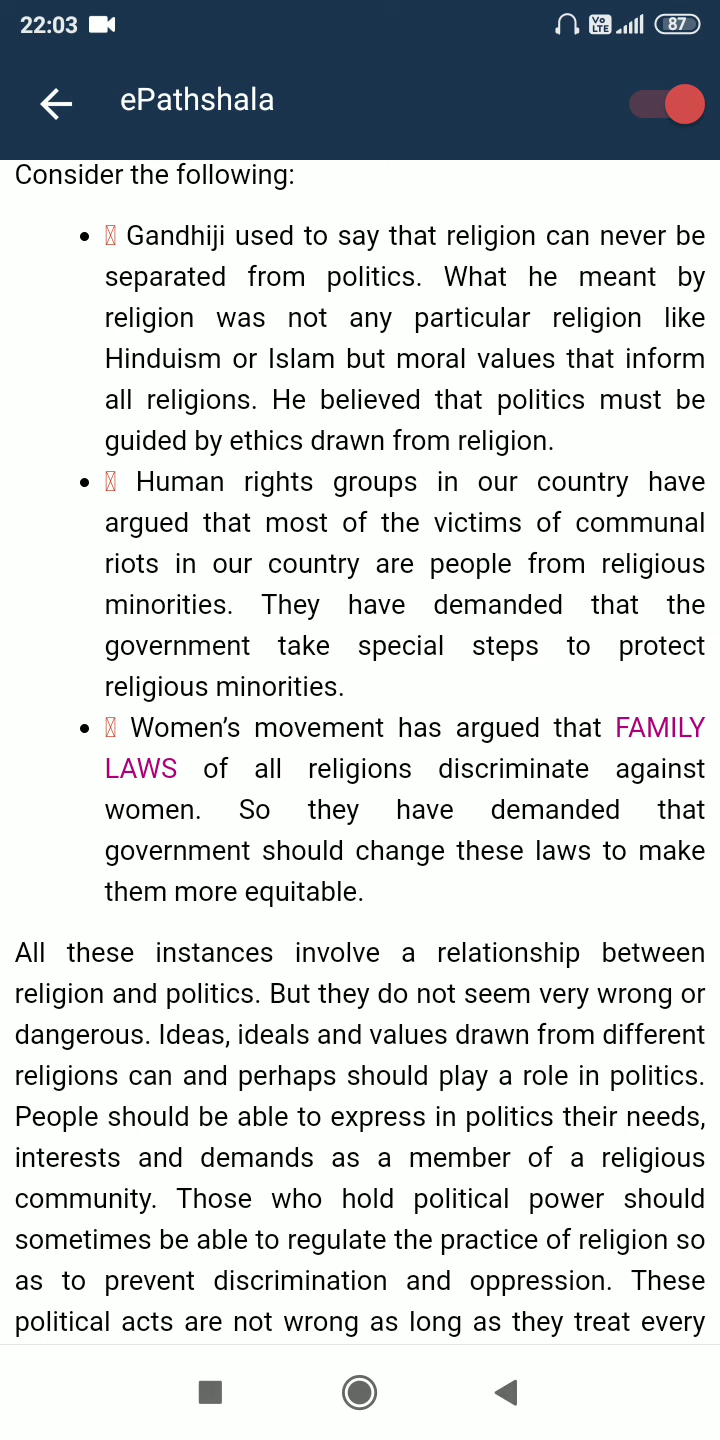 22:03 Vo LTE 87
ePathshala
Consider the following:
• Gandhiji used to say that religion can never be
separated from politics. What he meant by
religion was not any particular religion like
Hinduism or Islam but moral values that inform
all religions. He believed that politics must be
guided by ethics drawn from religion.
• Human rights groups in our country have
argued that most of the victims of communal
riots in our country are people from religious
minorities. They have demanded that the
government take special steps to protect
religious minorities.
• Women’s movement has argued that FAMILY
LAWS of all religions discriminate against
women. So they have demanded that
government should change these laws to make
them more equitable.
All these instances involve a relationship between
religion and politics. But they do not seem very wrong or
dangerous. Ideas, ideals and values drawn from different
religions can and perhaps should play a role in politics.
People should be able to express in politics their needs,
interests and demands as a member of a religious
community. Those who hold political power should
sometimes be able to regulate the practice of religion so
as to prevent discrimination and oppression. These
political acts are not wrong as long as they treat every